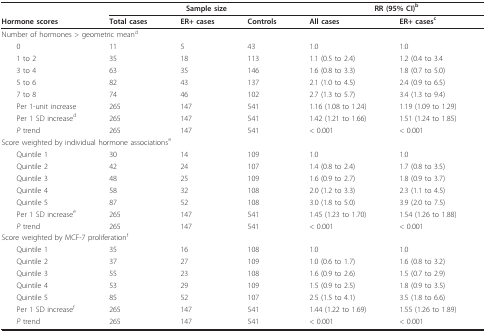 Sample size RR (95% CI)b
Hormone scores Total cases ER+ cases Controls All cases ER+ casesc
Number of hormones > geometric meand
0 11 5 43 1.0 1.0
1 to 2 35 18 113 1.1 (0.5 to 2.4) 1.2 (0.4 to 3.4
3 to 4 63 35 146 1.6 (0.8 to 3.3) 1.8 (0.7 to 5.0)
5 to 6 82 43 137 2.1 (1.0 to 4.5) 2.4 (0.9 to 6.5)
7 to 8 74 46 102 2.7 (1.3 to 5.7) 3.4 (1.3 to 9.4)
Per 1-unit increase 265 147 541 1.16 (1.08 to 1.24) 1.19 (1.09 to 1.29)
Per 1 SD increased 265 147 541 1.42 (1.21 to 1.66) 1.51 (1.24 to 1.85)
P trend 265 147 541 < 0.001 < 0.001
Score weighted by individual hormone associationse
Quintile 1 30 14 109 1.0 1.0
Quintile 2 42 24 107 1.4 (0.8 to 2.4) 1.7 (0.8 to 3.5)
Quintile 3 48 25 109 1.6 (0.9 to 2.7) 1.8 (0.9 to 3.7)
Quintile 4 58 32 108 2.0 (1.2 to 3.3) 2.3 (1.1 to 4.5)
Quintile 5 87 52 108 3.0 (1.8 to 5.0) 3.9 (2.0 to 7.5)
Per 1 SD increasee 265 147 541 1.45 (1.23 to 1.70) 1.54 (1.26 to 1.88)
P trend 265 147 541 < 0.001 < 0.001
Score weighted by MCF-7 proliferationf
Quintile 1 35 16 108 1.0 1.0
Quintile 2 37 27 109 1.0 (0.6 to 1.7) 1.6 (0.8 to 3.2)
Quintile 3 55 23 108 1.6 (0.9 to 2.6) 1.5 (0.7 to 2.9)
Quintile 4 53 29 109 1.5 (0.9 to 2.5) 1.8 (0.9 to 3.5)
Quintile 5 85 52 107 2.5 (1.5 to 4.1) 3.5 (1.8 to 6.6)
Per 1 SD increasef 265 147 541 1.44 (1.22 to 1.69) 1.55 (1.26 to 1.89)
P trend 265 147 541 < 0.001 < 0.001